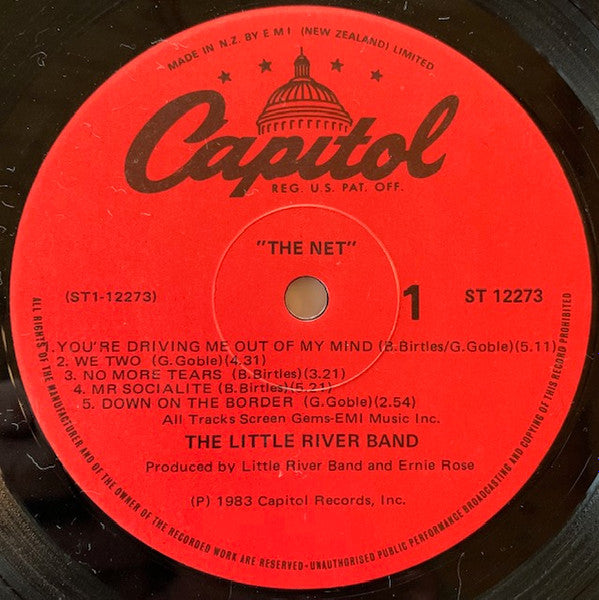 MADE IN N.Z. BY E M I (NEW ZEALAND) LIMITED.
Capitol
REG. U.S. PAT. OFF.
"THE NET"
(ST1-12273)
1
ST 12273
YOU'RE DRIVING ME OUT OF MY MIND (B.Birtles/G.Goble)(5.11)
2. WE TWO (G.Goble)(4.31)
3. NO MORE TEARS (B.Birtles)(3.21)
4. MR SOCIALITE (B.Birtles)(5.21)
5. DOWN ON THE BORDER (G.Goble)(2.54)
All Tracks Screen Gems-EMI Music Inc.
THE LITTLE RIVER BAND
Produced by Little River Band and Ernie Rose
(P) 1983 Capitol Records, Inc.
ALL RIGHTS OF THE MANUFACTURER AND OF THE OWNER OF THE RECORDED WORK ARE RESERVED-UNAUTHORISED PUBLIC PERFORMANCE BROADCASTING AND COPYING OF THIS RECORD PROHIBITED